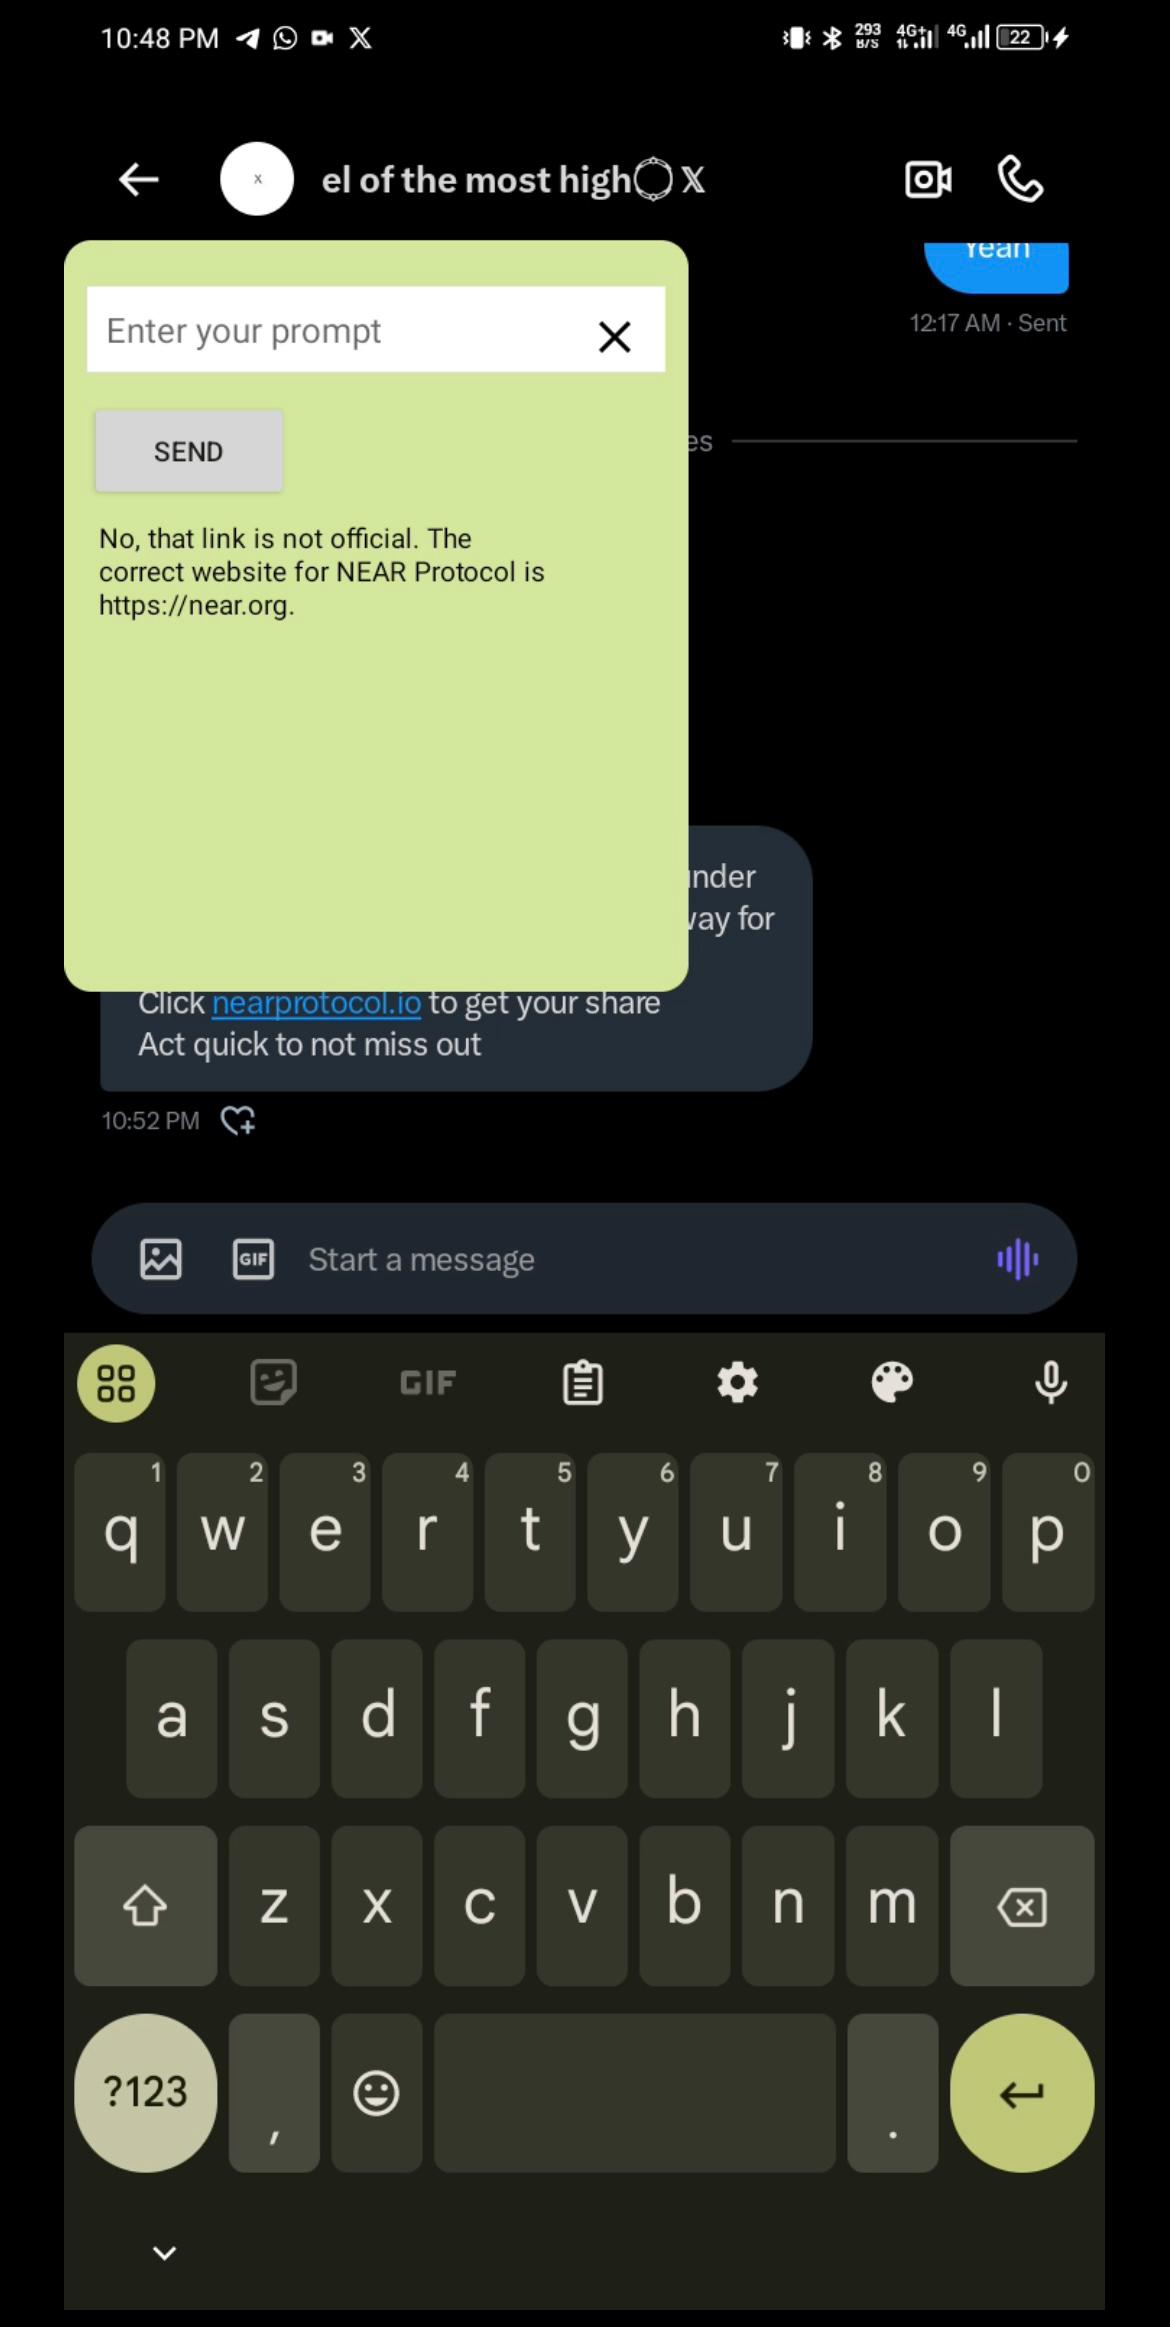 10:48 PM
293 B/S 4G+ 4G 22
x
el of the most high X
Yeah
12:17 AM · Sent
Enter your prompt
SEND
No, that link is not official. The
correct website for NEAR Protocol is
https://near.org.
way for
Click nearprotocol.io to get your share
Act quick to not miss out
10:52 PM
GIF Start a message
GIF
1 2 3 4 5 6 7 8 9 0
q w e r t y u i o p
a s d f g h j k l
z x c v b n m
?123 , .